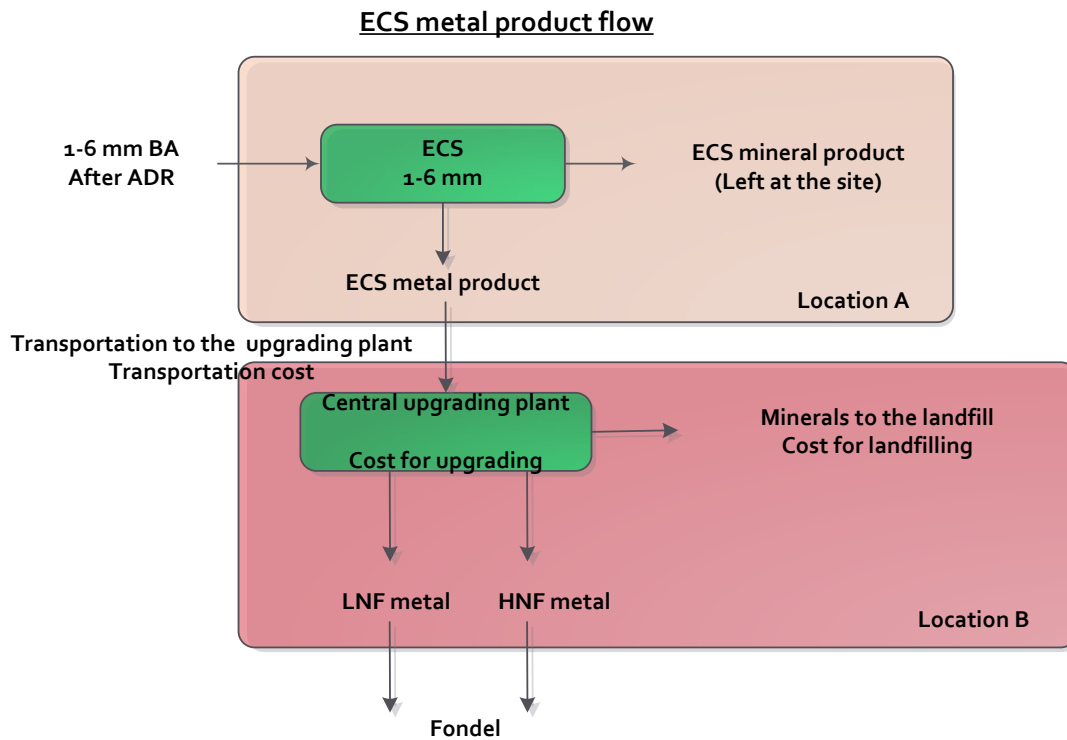 ECS metal product flow
1-6 mm BA
After ADR
ECS
1-6 mm
ECS mineral product
(Left at the site)
ECS metal product
Location A
Transportation to the upgrading plant
Transportation cost
Central upgrading plant
Cost for upgrading
Minerals to the landfill
Cost for landfilling
LNF metal
HNF metal
Location B
Fondel